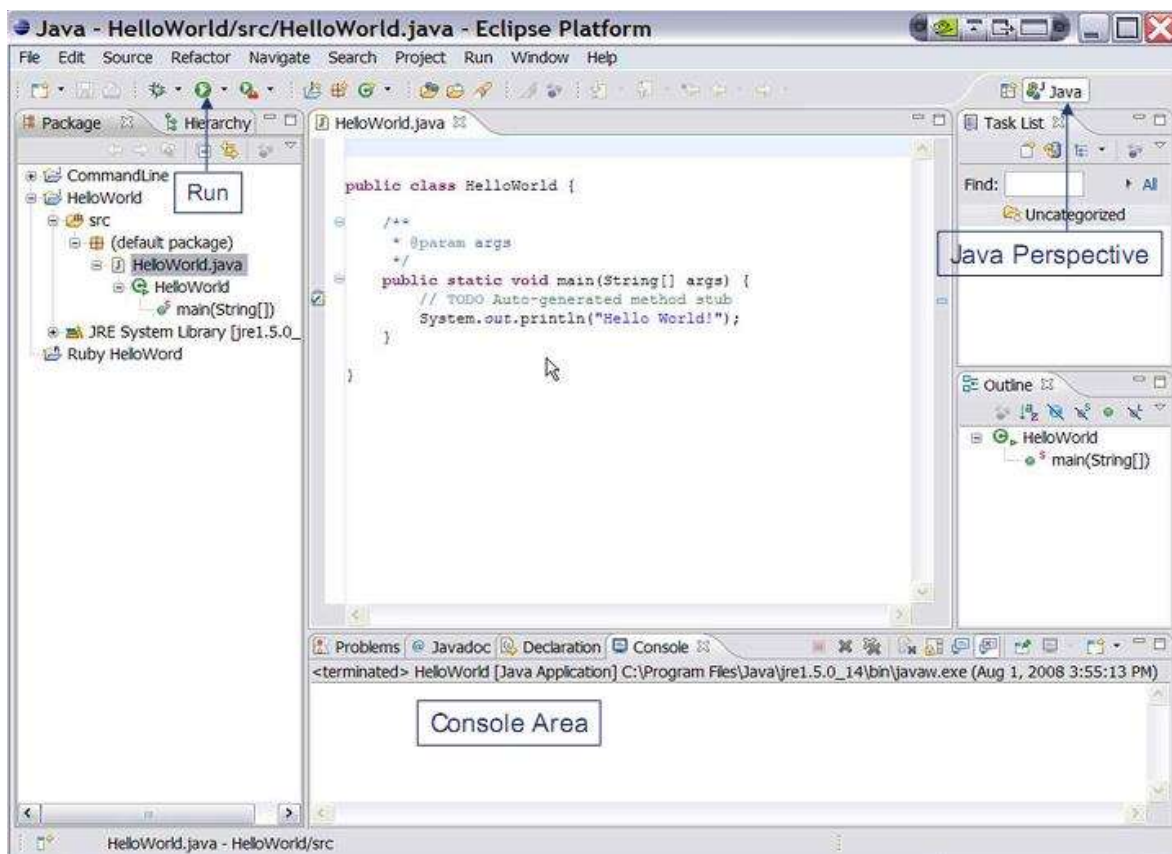 Java - HelloWorld/src/HelloWorld.java - Eclipse Platform
File Edit Source Refactor Navigate Search Project Run Window Help
Java
Package
Hierarchy
CommandLine
HelloWorld
src
(default package)
HelloWorld.java
HelloWorld
main(String[])
JRE System Library [jre1.5.0_
Ruby HelloWord
Run
HelloWorld.java
public class HelloWorld {
/**
* @param args
*/
public static void main(String[] args) {
// TODO Auto-generated method stub
System.out.println("Hello World!");
}
}
Task List
Find:
All
Uncategorized
Java Perspective
Outline
HelloWorld
main(String[])
Problems @ Javadoc Declaration Console
<terminated> HelloWorld [Java Application] C:\Program Files\Java\jre1.5.0_14\bin\javaw.exe (Aug 1, 2008 3:55:13 PM)
Console Area
HelloWorld.java - HelloWorld/src